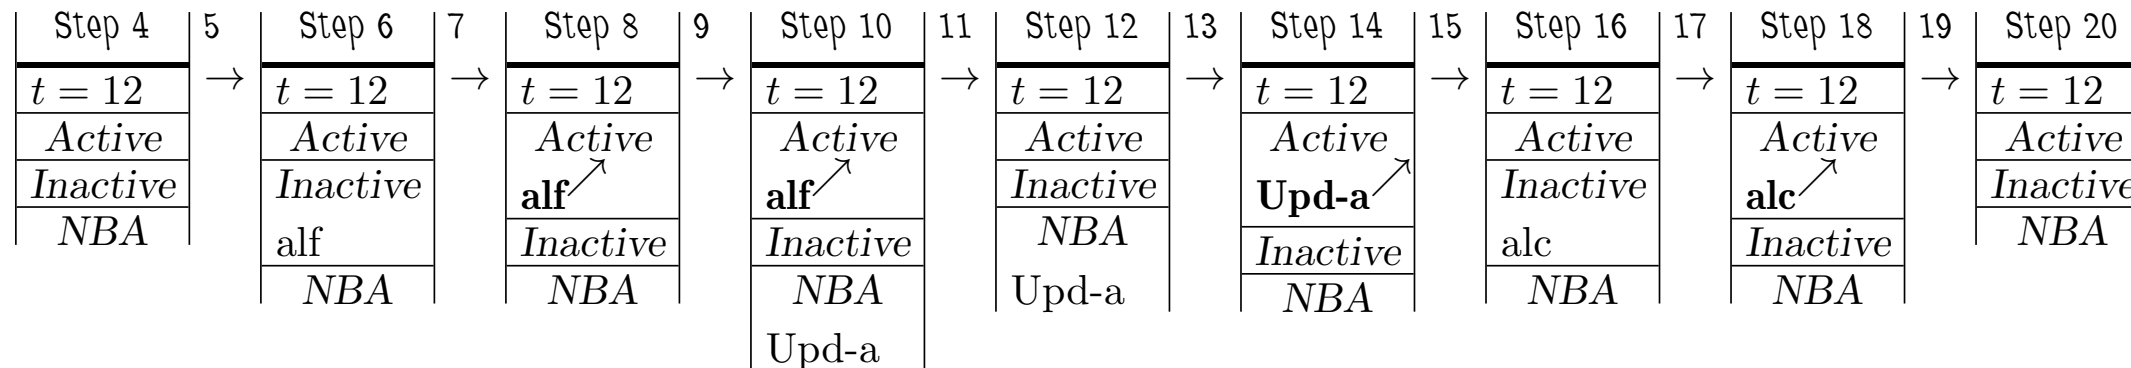 Step 4 5 Step 6 7 Step 8 9 Step 10 11 Step 12 13 Step 14 15 Step 16 17 Step 18 19 Step 20
t = 12 → t = 12 → t = 12 → t = 12 → t = 12 → t = 12 → t = 12 → t = 12 → t = 12
Active Active Active Active Active Active Active Active Active
Inactive Inactive alf↗ alf↗ Inactive Upd-a↗ Inactive alc↗ Inactive
NBA alf Inactive Inactive NBA Inactive alc Inactive NBA
NBA NBA NBA Upd-a NBA NBA NBA
Upd-a